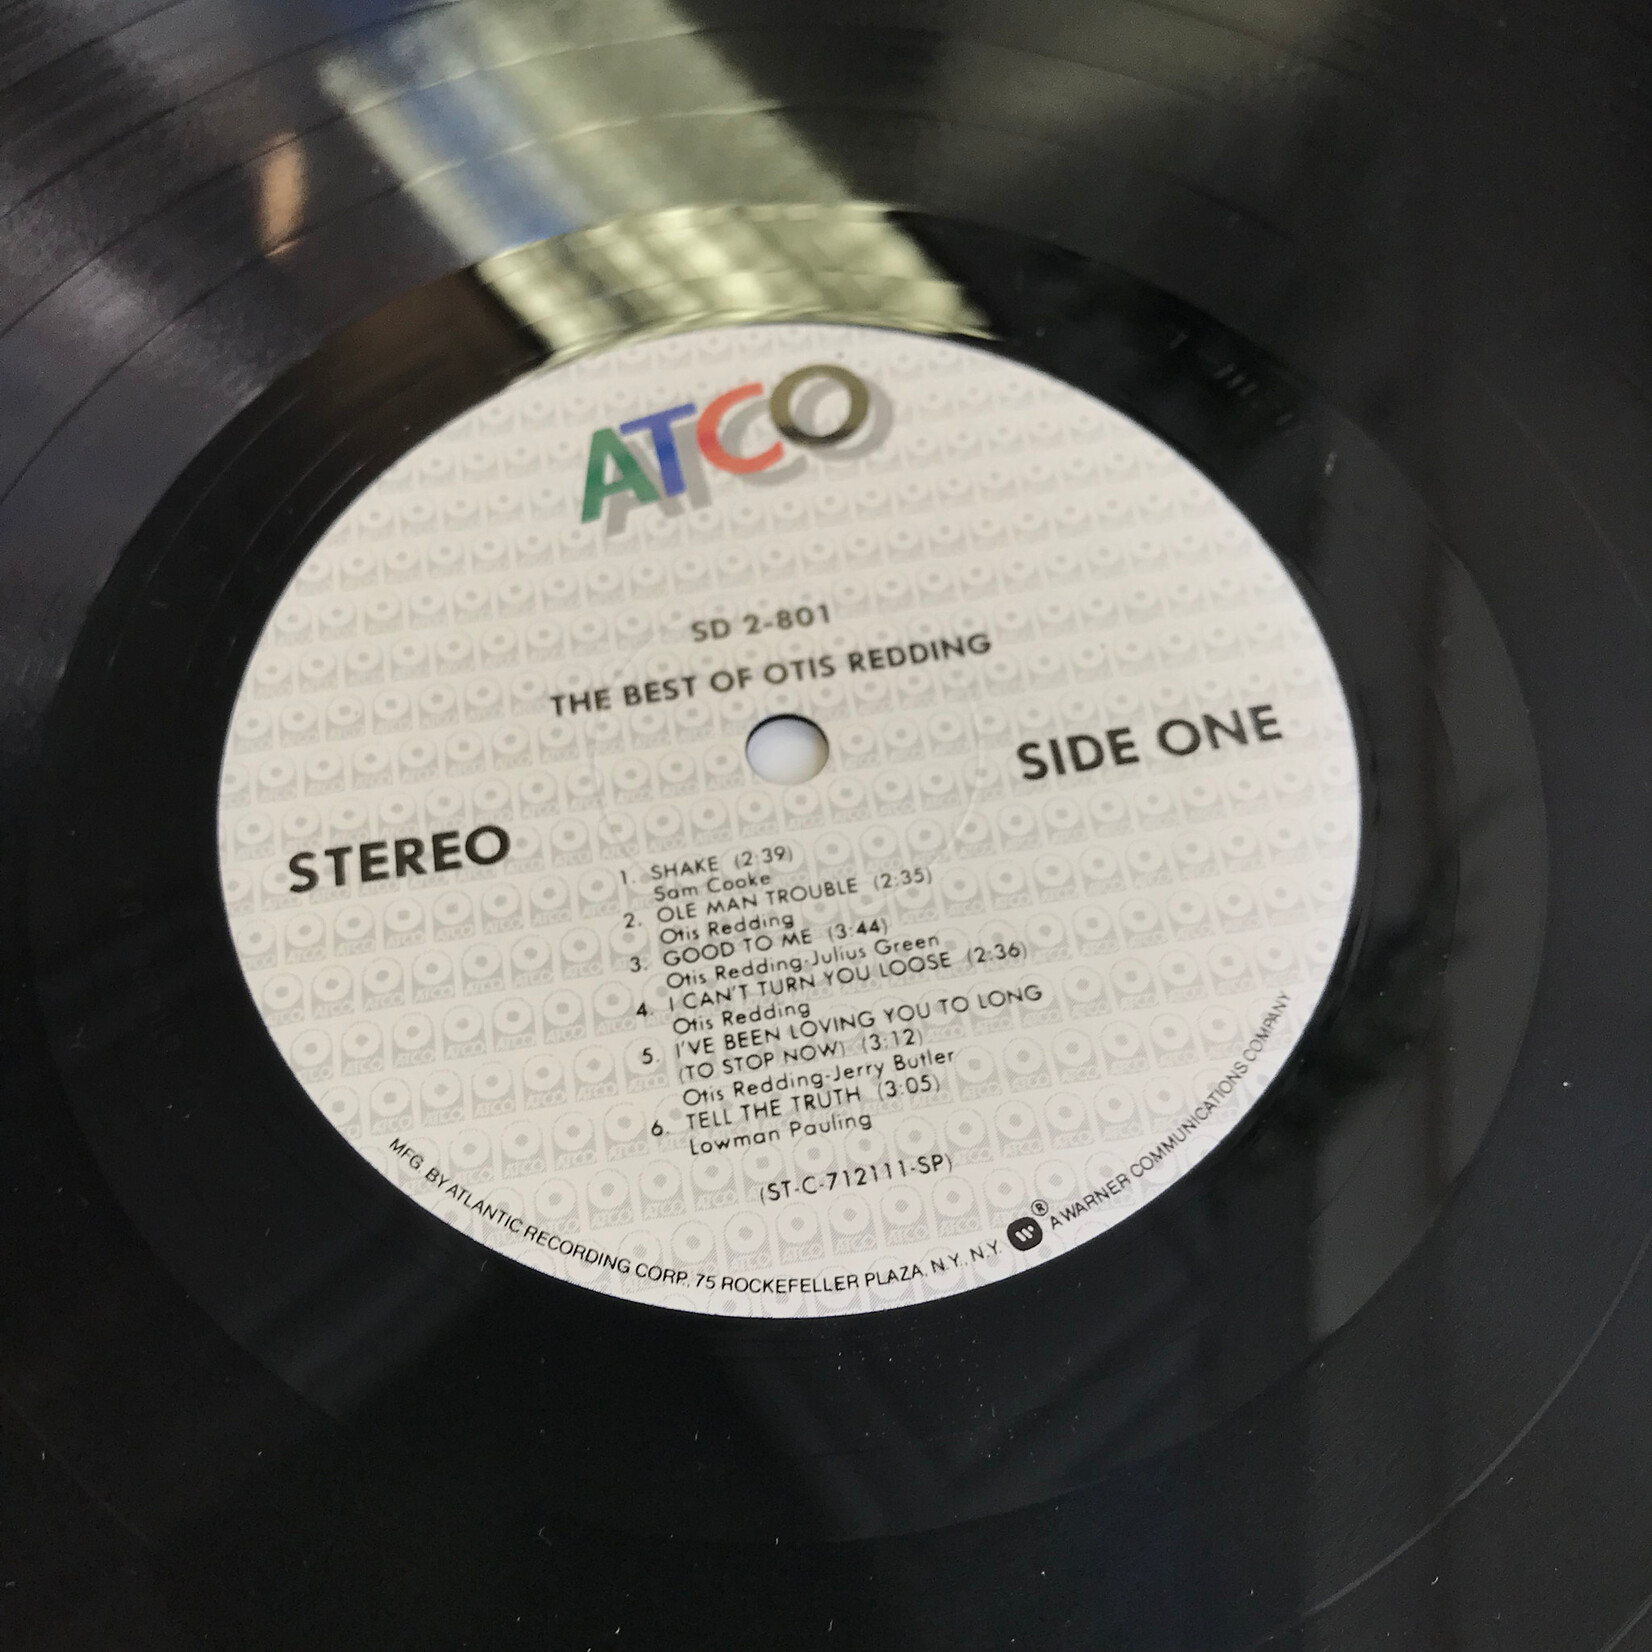 ATCO
SD 2-801
THE BEST OF OTIS REDDING
STEREO
SIDE ONE
1. SHAKE (2:39)
Sam Cooke
2. OLE MAN TROUBLE (2:35)
Otis Redding
3. GOOD TO ME (3:44)
Otis Redding-Julius Green
4. I CAN'T TURN YOU LOOSE (2:36)
Otis Redding
5. I'VE BEEN LOVING YOU TO LONG
(TO STOP NOW) (3:12)
Otis Redding-Jerry Butler
6. TELL THE TRUTH (3:05)
Lowman Pauling
(ST-C-712111-SP)
MFG. BY ATLANTIC RECORDING CORP., 75 ROCKEFELLER PLAZA, N.Y., N.Y. ® A WARNER COMMUNICATIONS COMPANY